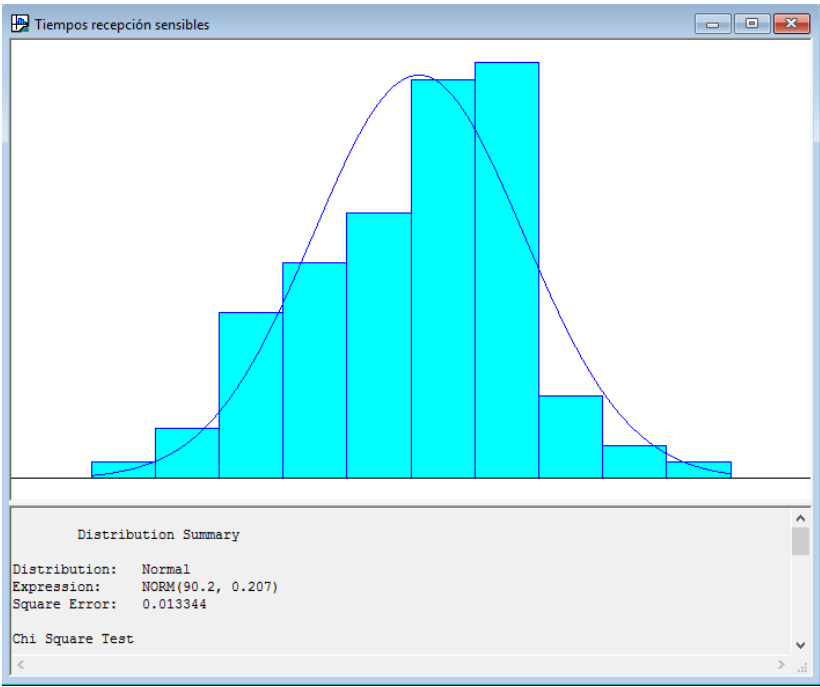 Tiempos recepción sensibles
Distribution Summary
Distribution: Normal
Expression: NORM(90.2, 0.207)
Square Error: 0.013344
Chi Square Test